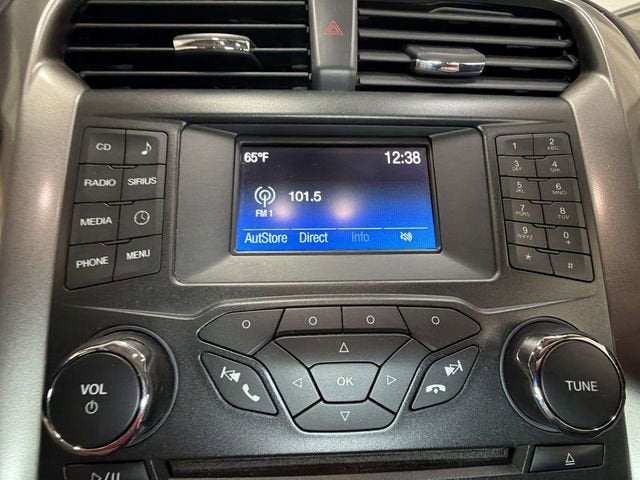 65°F 12:38
101.5
FM 1
AutStore Direct Info
CD
RADIO SIRIUS
MEDIA
PHONE MENU
1 2 ABC
3 DEF 4 GHI
5 JKL 6 MNO
7 PQRS 8 TUV
9 WXYZ 0 +
* #
VOL
OK
TUNE